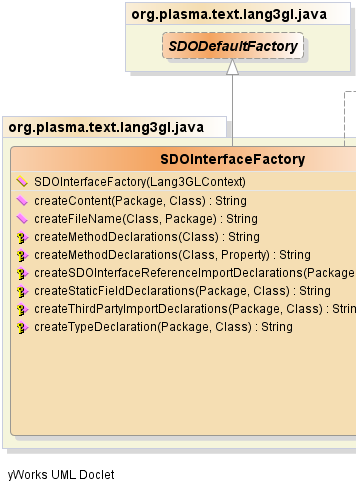 org.plasma.text.lang3gl.java
SDODefaultFactory
org.plasma.text.lang3gl.java
SDOInterfaceFactory
SDOInterfaceFactory(Lang3GLContext)
createContent(Package, Class) : String
createFileName(Class, Package) : String
createMethodDeclarations(Class) : String
createMethodDeclarations(Class, Property) : String
createSDOInterfaceReferenceImportDeclarations(Package
createStaticFieldDeclarations(Package, Class) : String
createThirdPartyImportDeclarations(Package, Class) : String
createTypeDeclaration(Package, Class) : String
yWorks UML Doclet